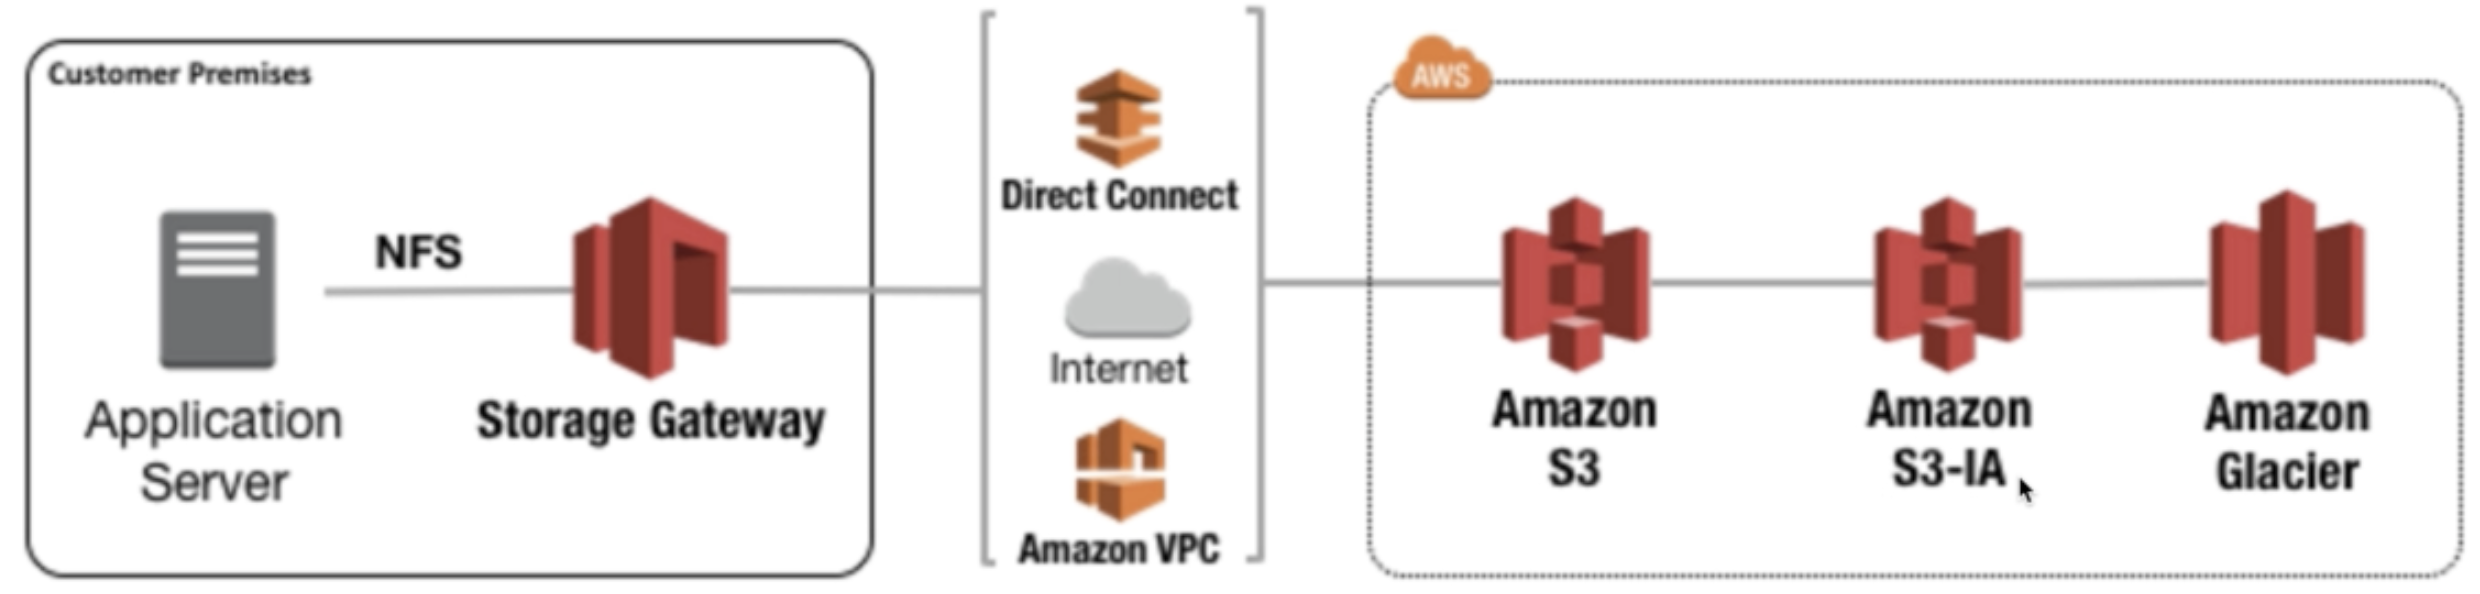 Customer Premises
NFS
Application
Server
Storage Gateway
Direct Connect
Internet
Amazon VPC
AWS
Amazon
S3
Amazon
S3-IA
Amazon
Glacier